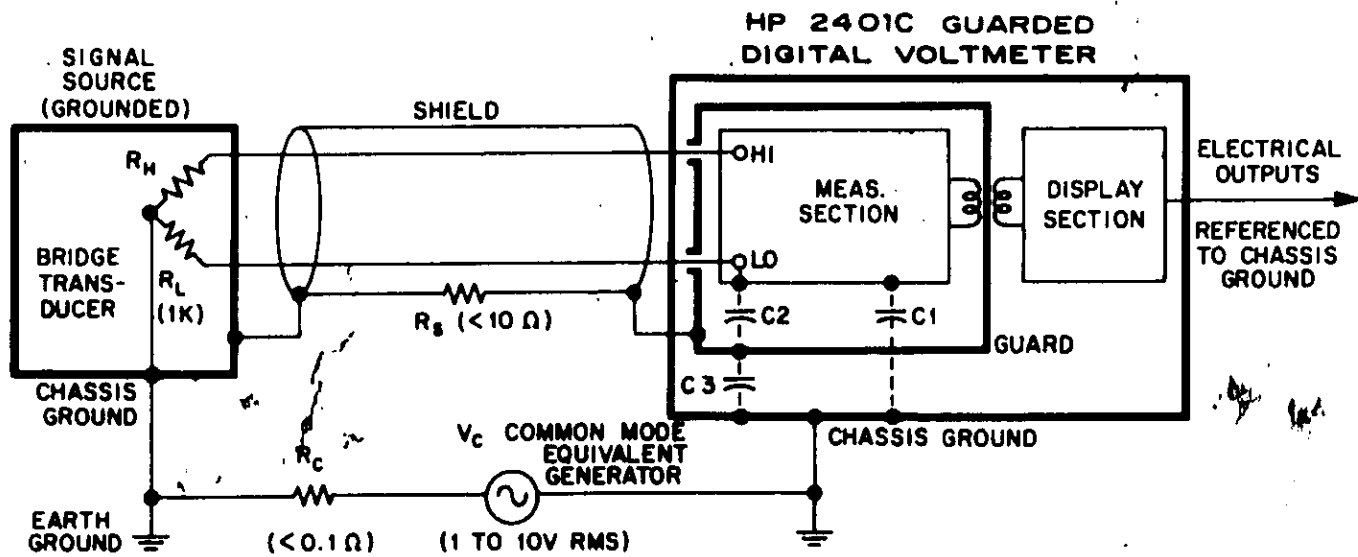 HP 2401C GUARDED
DIGITAL VOLTMETER
SIGNAL
SOURCE
(GROUNDED)
SHIELD
R_H
HI
MEAS.
SECTION
DISPLAY
SECTION
ELECTRICAL
OUTPUTS
REFERENCED
TO CHASSIS
GROUND
BRIDGE
TRANS-
DUCER
R_L
(1K)
LO
R_S (<10 Ω)
C2
C1
GUARD
C3
CHASSIS
GROUND
CHASSIS GROUND
R_C
V_C COMMON MODE
EQUIVALENT
GENERATOR
EARTH
GROUND
(<0.1 Ω)
(1 TO 10V RMS)